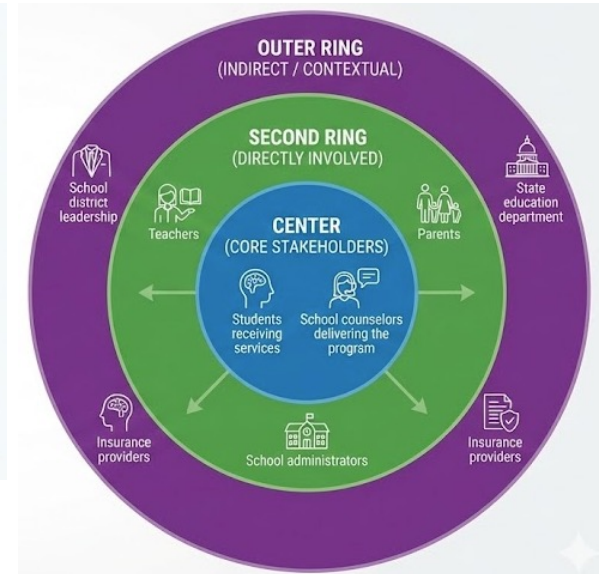 OUTER RING
(INDIRECT / CONTEXTUAL)
SECOND RING
(DIRECTLY INVOLVED)
School
district
leadership
State
education
department
Teachers
Parents
CENTER
(CORE STAKEHOLDERS)
Students
receiving
services
School counselors
delivering the
program
Insurance
providers
School administrators
Insurance
providers